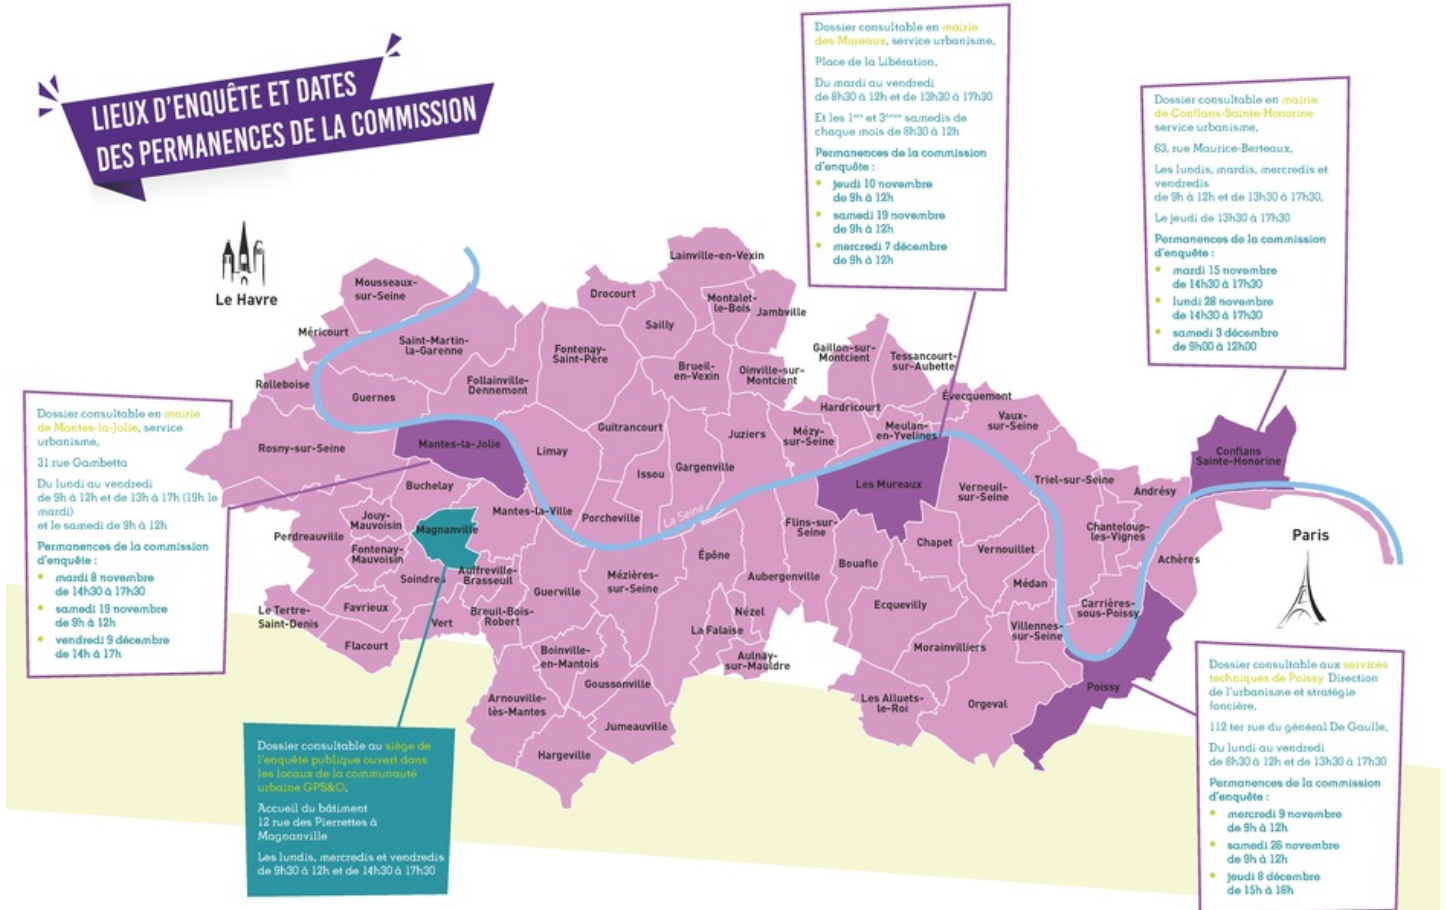 LIEUX D'ENQUÊTE ET DATES
DES PERMANENCES DE LA COMMISSION
Dossier consultable en mairie
des Mureaux, service urbanisme,
Place de la Libération,
Du mardi au vendredi
de 8h30 à 12h et de 13h30 à 17h30
Et les 1ers et 3èmes samedis de
chaque mois de 8h30 à 12h
Permanences de la commission
d'enquête :
jeudi 10 novembre
de 9h à 12h
samedi 19 novembre
de 9h à 12h
mercredi 7 décembre
de 9h à 12h
Dossier consultable en mairie
de Conflans-Sainte-Honorine
service urbanisme,
63, rue Maurice-Berteaux,
Les lundis, mardis, mercredis et
vendredis
de 9h à 12h et de 13h30 à 17h30,
Le jeudi de 13h30 à 17h30
Permanences de la commission
d'enquête :
mardi 15 novembre
de 14h30 à 17h30
lundi 28 novembre
de 14h30 à 17h30
samedi 3 décembre
de 9h00 à 12h00
Le Havre
Dossier consultable en mairie
de Mantes-la-Jolie, service
urbanisme,
31 rue Gambetta
Du lundi au vendredi
de 9h à 12h et de 13h à 17h (19h le
mardi)
et le samedi de 9h à 12h
Permanences de la commission
d'enquête :
mardi 8 novembre
de 14h30 à 17h30
samedi 19 novembre
de 9h à 12h
vendredi 9 décembre
de 14h à 17h
Lainville-en-Vexin
Mousseaux-
sur-Seine
Drocourt
Montalet-
le-Bois
Jambville
Sailly
Méricourt
Saint-Martin-
la-Garenne
Fontenay-
Saint-Père
Gaillon-sur-
Montcient
Tessancourt-
sur-Aubette
Brueil-
en-Vexin
Oinville-sur-
Montcient
Rolleboise
Guernes
Follainville-
Dennemont
Évecquemont
Hardricourt
Vaux-
sur-Seine
Guitrancourt
Juziers
Mézy-
sur-Seine
Meulan-
en-Yvelines
Rosny-sur-Seine
Mantes-la-Jolie
Limay
Conflans
Sainte-Honorine
Issou
Gargenville
Les Mureaux
Triel-sur-Seine
Buchelay
Verneuil-
sur-Seine
Andrésy
Mantes-la-Ville
Porcheville
La Seine
Jouy-
Mauvoisin
Magnanville
Flins-sur-
Seine
Chanteloup-
les-Vignes
Perdreauville
Chapet
Vernouillet
Paris
Fontenay-
Mauvoisin
Épône
Bouafle
Achères
Soindres
Auffreville-
Brasseuil
Mézières-
sur-Seine
Aubergenville
Médan
Guerville
Favrieux
Le Tertre-
Saint-Denis
Vert
Breuil-Bois-
Robert
Nézel
Ecquevilly
Carrières-
sous-Poissy
La Falaise
Villennes-
sur-Seine
Flacourt
Boinville-
en-Mantois
Aulnay-
sur-Mauldre
Morainvilliers
Goussonville
Poissy
Arnouville-
lès-Mantes
Les Alluets-
le-Roi
Orgeval
Jumeauville
Hargeville
Dossier consultable au siège de
l'enquête publique ouvert dans
les locaux de la communauté
urbaine GPS&O,
Accueil du bâtiment
12 rue des Pierrettes à
Magnanville
Les lundis, mercredis et vendredis
de 9h30 à 12h et de 14h30 à 17h30
Dossier consultable aux services
techniques de Poissy Direction
de l'urbanisme et stratégie
foncière,
112 ter rue du général De Gaulle,
Du lundi au vendredi
de 8h30 à 12h et de 13h30 à 17h30
Permanences de la commission
d'enquête :
mercredi 9 novembre
de 9h à 12h
samedi 26 novembre
de 9h à 12h
jeudi 8 décembre
de 15h à 18h